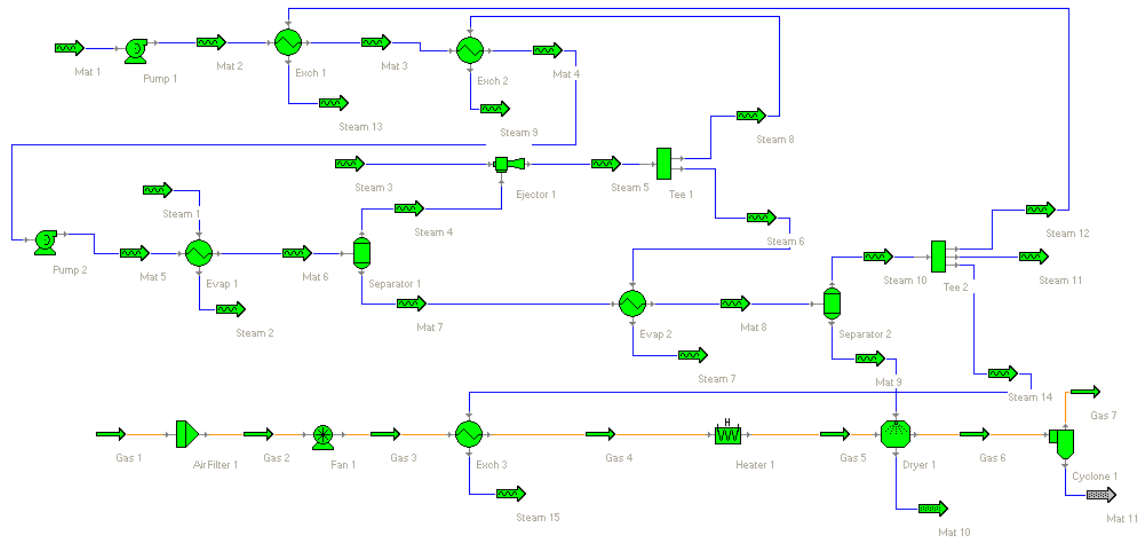 Mat 1
Pump 1
Mat 2
Exch 1
Mat 3
Exch 2
Mat 4
Steam 13
Steam 9
Steam 8
Steam 3
Ejector 1
Steam 5
Tee 1
Steam 1
Steam 4
Steam 6
Steam 12
Pump 2
Mat 5
Evap 1
Mat 6
Separator 1
Steam 10
Tee 2
Steam 11
Steam 2
Mat 7
Evap 2
Mat 8
Separator 2
Steam 7
Mat 9
Steam 14
H
Gas 7
Gas 1
AirFilter 1
Gas 2
Fan 1
Gas 3
Exch 3
Gas 4
Heater 1
Gas 5
Dryer 1
Gas 6
Cyclone 1
Steam 15
Mat 10
Mat 11